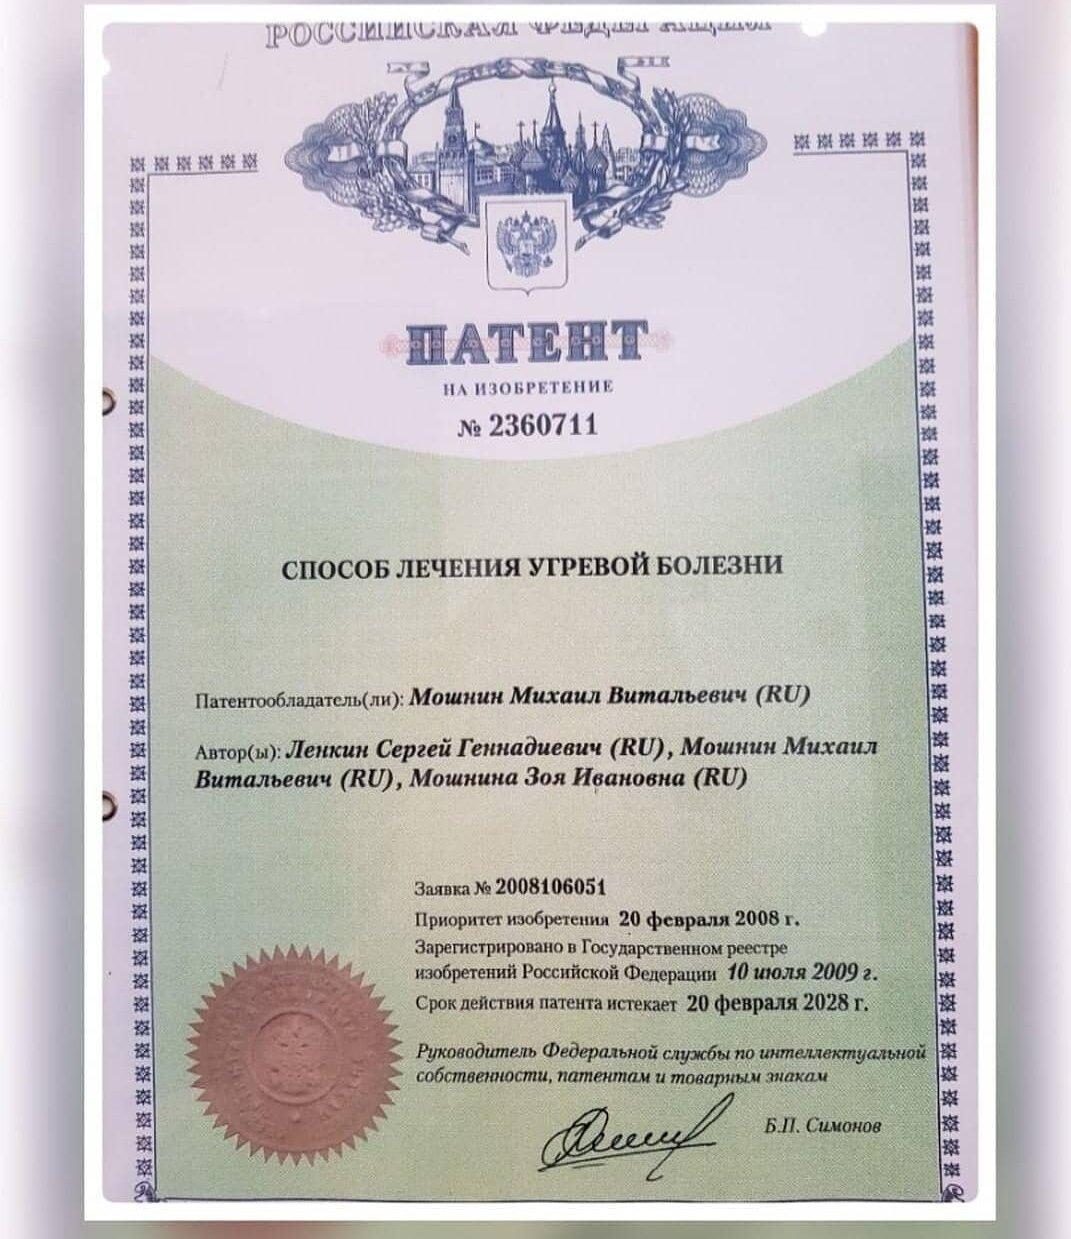 РОССИЙСКАЯ ФЕДЕРАЦИЯ
ПАТЕНТ
НА ИЗОБРЕТЕНИЕ
№ 2360711
СПОСОБ ЛЕЧЕНИЯ УГРЕВОЙ БОЛЕЗНИ
Патентообладатель(ли): Мошнин Михаил Витальевич (RU)
Автор(ы): Ленкин Сергей Геннадиевич (RU), Мошнин Михаил
Витальевич (RU), Мошнина Зоя Ивановна (RU)
Заявка № 2008106051
Приоритет изобретения 20 февраля 2008 г.
Зарегистрировано в Государственном реестре
изобретений Российской Федерации 10 июля 2009 г.
Срок действия патента истекает 20 февраля 2028 г.
Руководитель Федеральной службы по интеллектуальной
собственности, патентам и товарным знакам
Б.П. Симонов